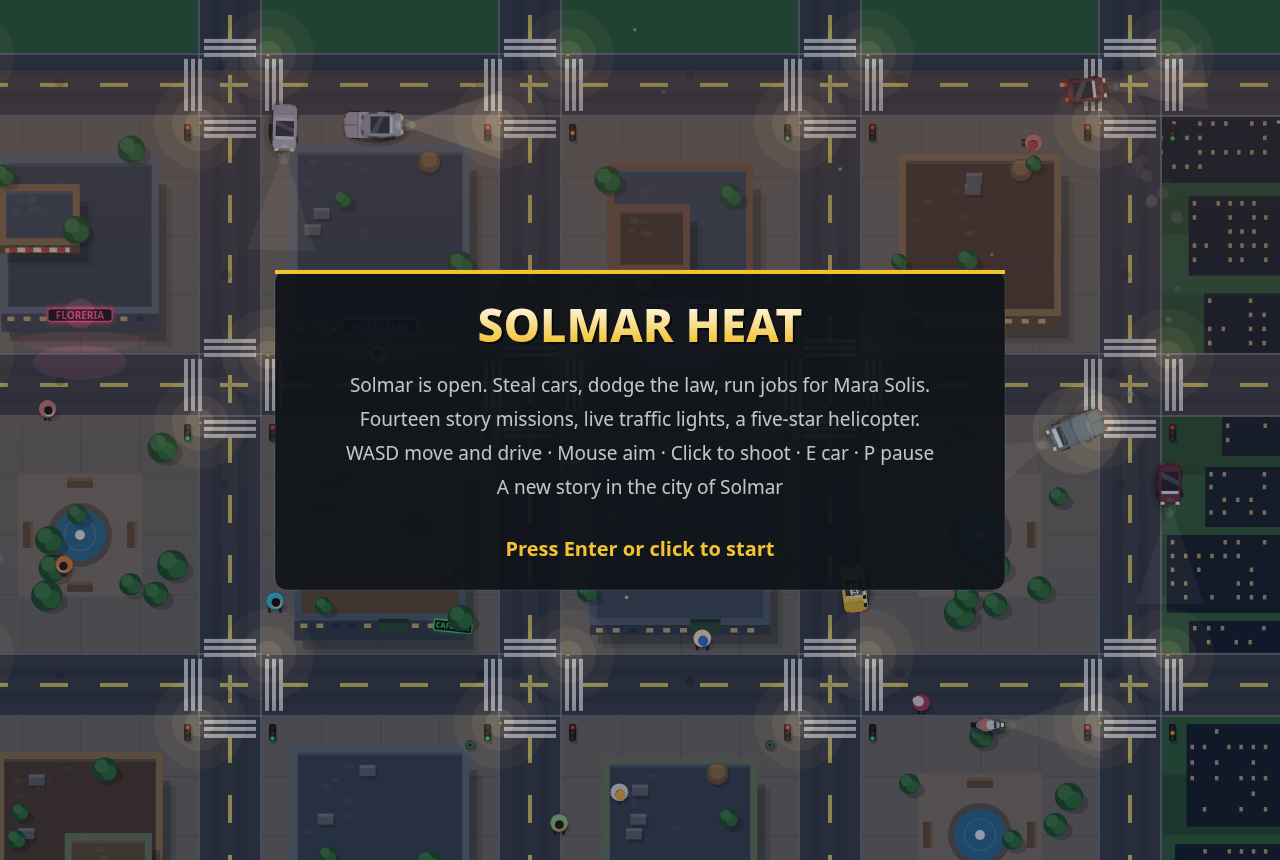 FLORERIA
SOLMAR HEAT
Solmar is open. Steal cars, dodge the law, run jobs for Mara Solis.
Fourteen story missions, live traffic lights, a five-star helicopter.
WASD move and drive · Mouse aim · Click to shoot · E car · P pause
A new story in the city of Solmar
Press Enter or click to start